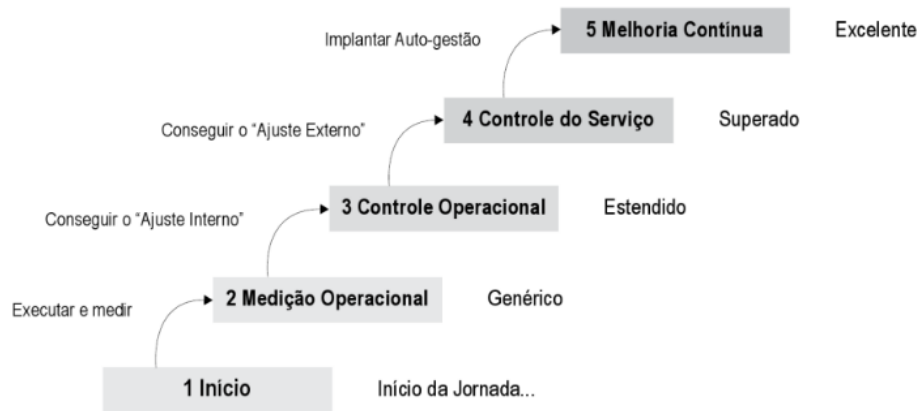 Implantar Auto-gestão
5 Melhoria Contínua
Excelente
Conseguir o “Ajuste Externo”
4 Controle do Serviço
Superado
Conseguir o “Ajuste Interno”
3 Controle Operacional
Estendido
Executar e medir
2 Medição Operacional
Genérico
1 Início
Início da Jornada...